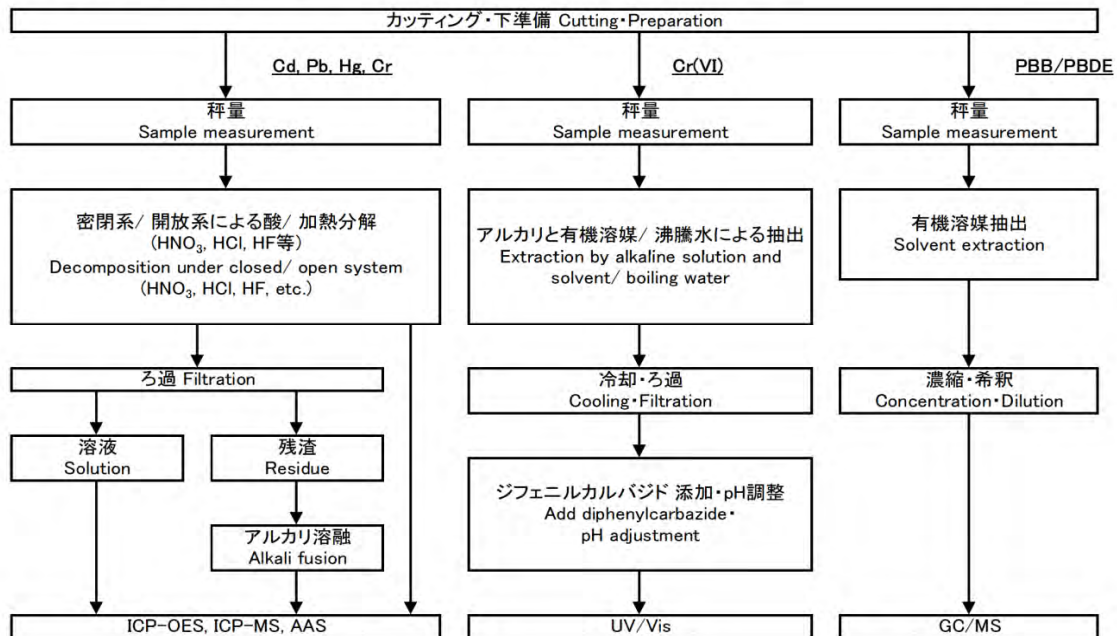 カッティング・下準備 Cutting・Preparation
Cd, Pb, Hg, Cr
Cr(VI)
PBB/PBDE
秤量
Sample measurement
秤量
Sample measurement
秤量
Sample measurement
密閉系/ 開放系による酸/ 加熱分解
(HNO₃, HCl, HF等)
Decomposition under closed/ open system
(HNO₃, HCl, HF, etc.)
アルカリと有機溶媒/ 沸騰水による抽出
Extraction by alkaline solution and
solvent/ boiling water
有機溶媒抽出
Solvent extraction
ろ過 Filtration
冷却・ろ過
Cooling・Filtration
濃縮・希釈
Concentration・Dilution
溶液
Solution
残渣
Residue
ジフェニルカルバジド 添加・pH調整
Add diphenylcarbazide・
pH adjustment
アルカリ溶融
Alkali fusion
ICP-OES, ICP-MS, AAS
UV/Vis
GC/MS